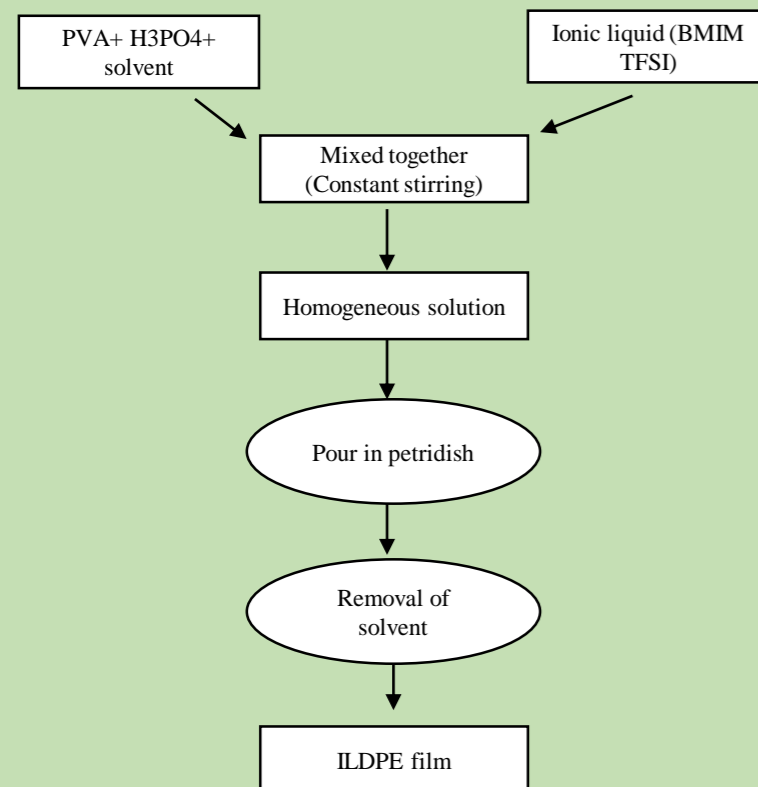 PVA+ H3PO4+
solvent
Ionic liquid (BMIM
TFSI)
Mixed together
(Constant stirring)
Homogeneous solution
Pour in petridish
Removal of
solvent
ILDPE film